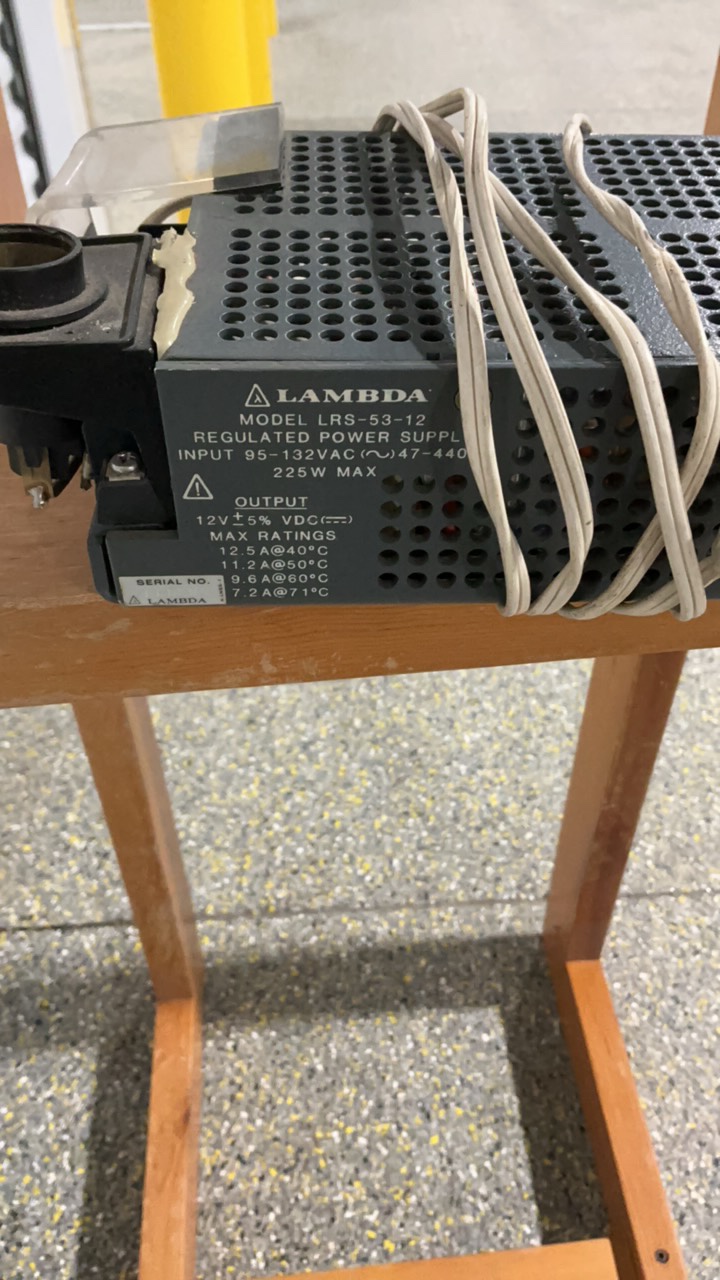 LAMBDA
MODEL LRS-53-12
REGULATED POWER SUPPL
INPUT 95-132VAC (∼) 47-440
225W MAX
OUTPUT
12V ± 5% VDC(⎓)
MAX RATINGS
12.5A@40°C
11.2A@50°C
9.6A@60°C
7.2A@71°C
SERIAL NO.
LAMBDA